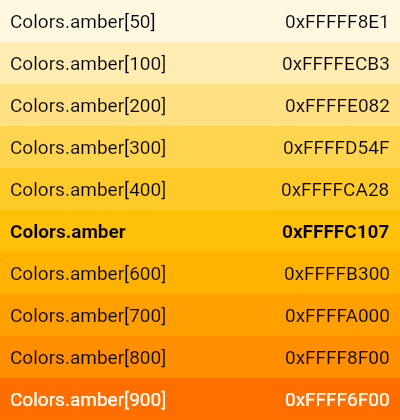 Colors.amber[50] 0xFFFFF8E1
Colors.amber[100] 0xFFFFECB3
Colors.amber[200] 0xFFFFE082
Colors.amber[300] 0xFFFFD54F
Colors.amber[400] 0xFFFFCA28
Colors.amber 0xFFFFC107
Colors.amber[600] 0xFFFFB300
Colors.amber[700] 0xFFFFA000
Colors.amber[800] 0xFFFF8F00
Colors.amber[900] 0xFFFF6F00